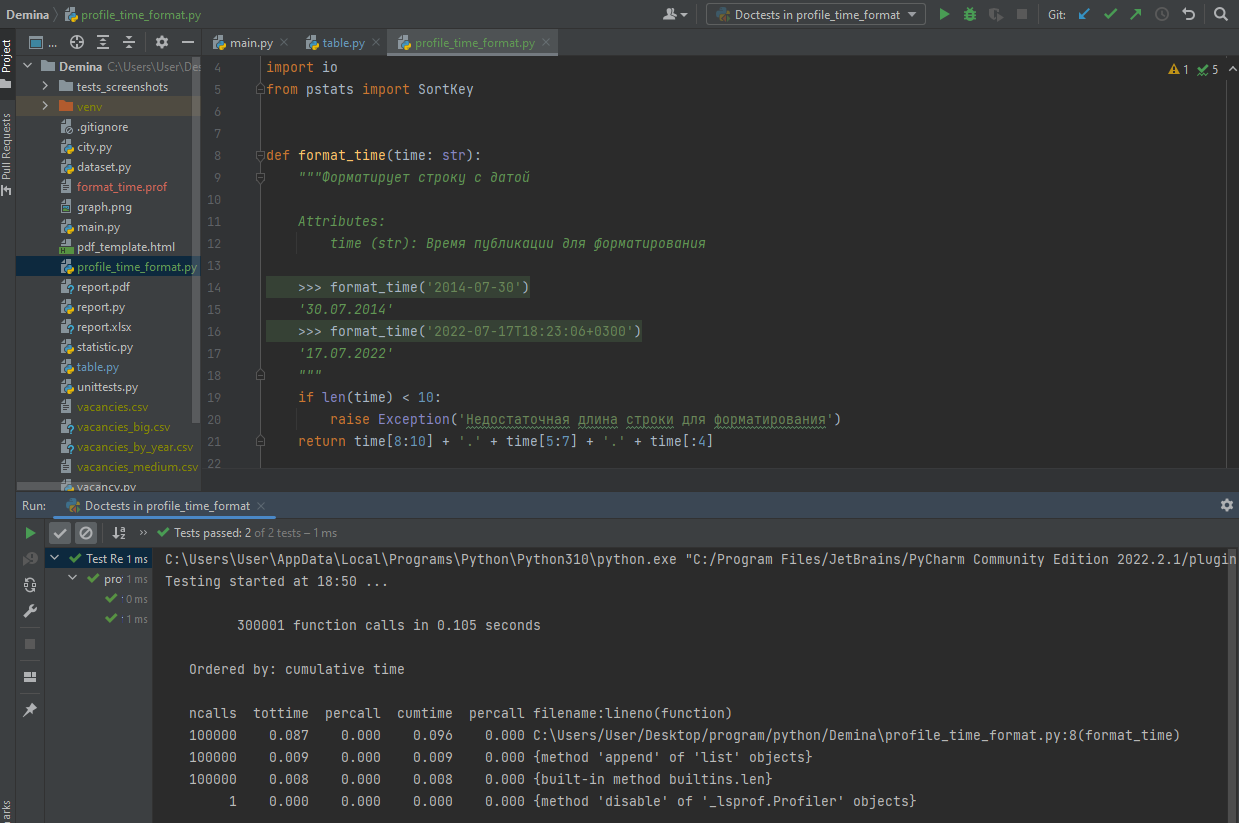 Demina profile_time_format.py Doctests in profile_time_format Git:
Project ... main.py table.py profile_time_format.py
Demina C:\Users\User\Des
tests_screenshots
venv
.gitignore
city.py
dataset.py
format_time.prof
graph.png
main.py
pdf_template.html
profile_time_format.py
report.pdf
report.py
report.xlsx
statistic.py
table.py
unittests.py
vacancies.csv
vacancies_big.csv
vacancies_by_year.csv
vacancies_medium.csv
vacancy.py
Pull Requests
1 5
4 import io
5 from pstats import SortKey
6
7
8 def format_time(time: str):
9 """Форматирует строку с датой
10
11 Attributes:
12 time (str): Время публикации для форматирования
13
14 >>> format_time('2014-07-30')
15 '30.07.2014'
16 >>> format_time('2022-07-17T18:23:06+0300')
17 '17.07.2022'
18 """
19 if len(time) < 10:
20 raise Exception('Недостаточная длина строки для форматирования')
21 return time[8:10] + '.' + time[5:7] + '.' + time[:4]
22
Run: Doctests in profile_time_format
Tests passed: 2 of 2 tests – 1 ms
Test Re 1 ms
pro 1 ms
0 ms
1 ms
C:\Users\User\AppData\Local\Programs\Python\Python310\python.exe "C:/Program Files/JetBrains/PyCharm Community Edition 2022.2.1/plugin
Testing started at 18:50 ...
300001 function calls in 0.105 seconds
Ordered by: cumulative time
ncalls tottime percall cumtime percall filename:lineno(function)
100000 0.087 0.000 0.096 0.000 C:\Users/User/Desktop/program/python/Demina\profile_time_format.py:8(format_time)
100000 0.009 0.000 0.009 0.000 {method 'append' of 'list' objects}
100000 0.008 0.000 0.008 0.000 {built-in method builtins.len}
1 0.000 0.000 0.000 0.000 {method 'disable' of '_lsprof.Profiler' objects}